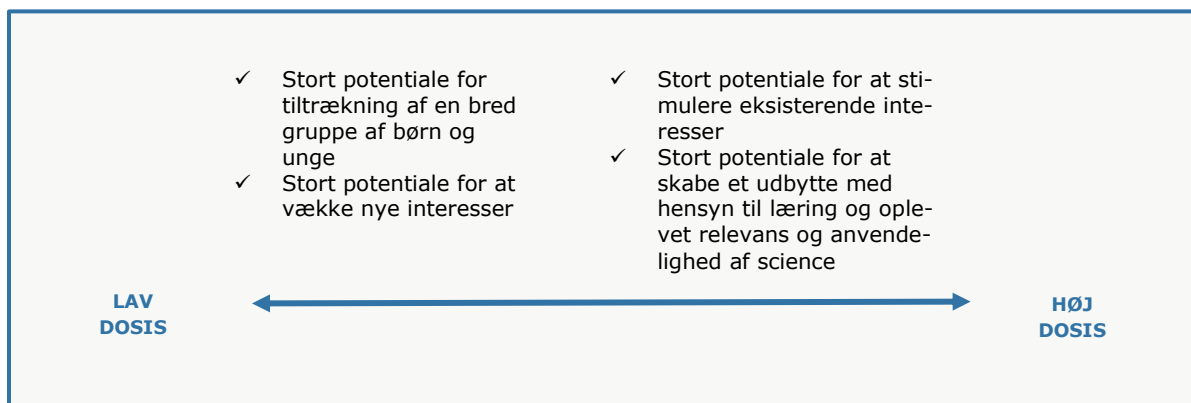 ✓ Stort potentiale for
tiltrækning af en bred
gruppe af børn og
unge
✓ Stort potentiale for at
vække nye interesser
✓ Stort potentiale for at sti-
mulere eksisterende inte-
resser
✓ Stort potentiale for at
skabe et udbytte med
hensyn til læring og ople-
vet relevans og anvende-
lighed af science
LAV
DOSIS
HØJ
DOSIS